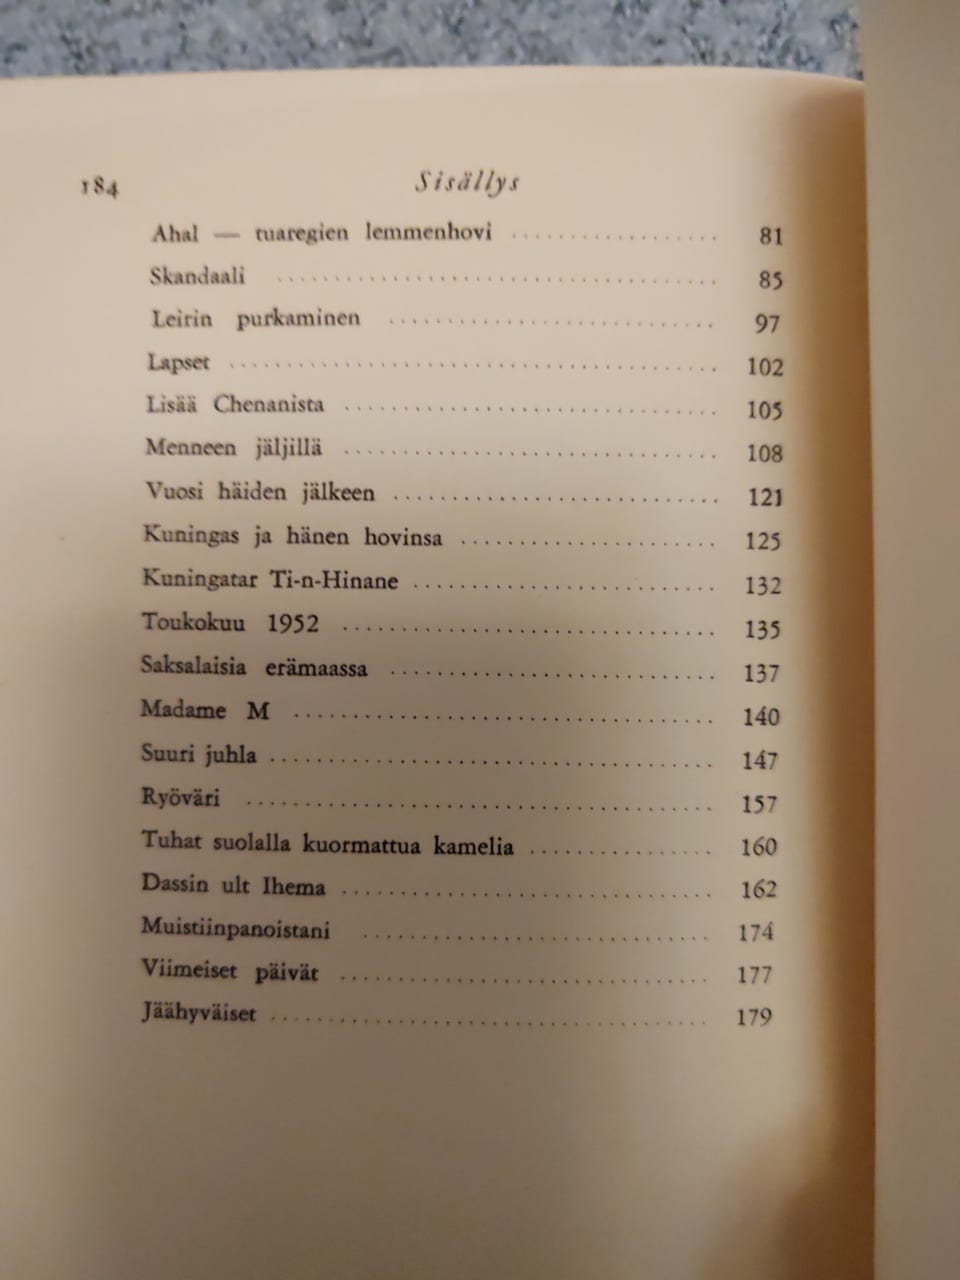 184 Sisällys
Ahal — tuaregien lemmenhovi .................. 81
Skandaali ...................................... 85
Leirin purkaminen ............................ 97
Lapset .......................................... 102
Lisää Chenanista ................................ 105
Menneen jäljillä ................................ 108
Vuosi häiden jälkeen ............................ 121
Kuningas ja hänen hovinsa ...................... 125
Kuningatar Ti-n-Hinane .......................... 132
Toukokuu 1952 ................................ 135
Saksalaisia erämaassa ............................ 137
Madame M .................................... 140
Suuri juhla ...................................... 147
Ryöväri ........................................ 157
Tuhat suolalla kuormattua kamelia ................ 160
Dassin ult Ihema ................................ 162
Muistiinpanoistani .............................. 174
Viimeiset päivät ................................ 177
Jäähyväiset ...................................... 179